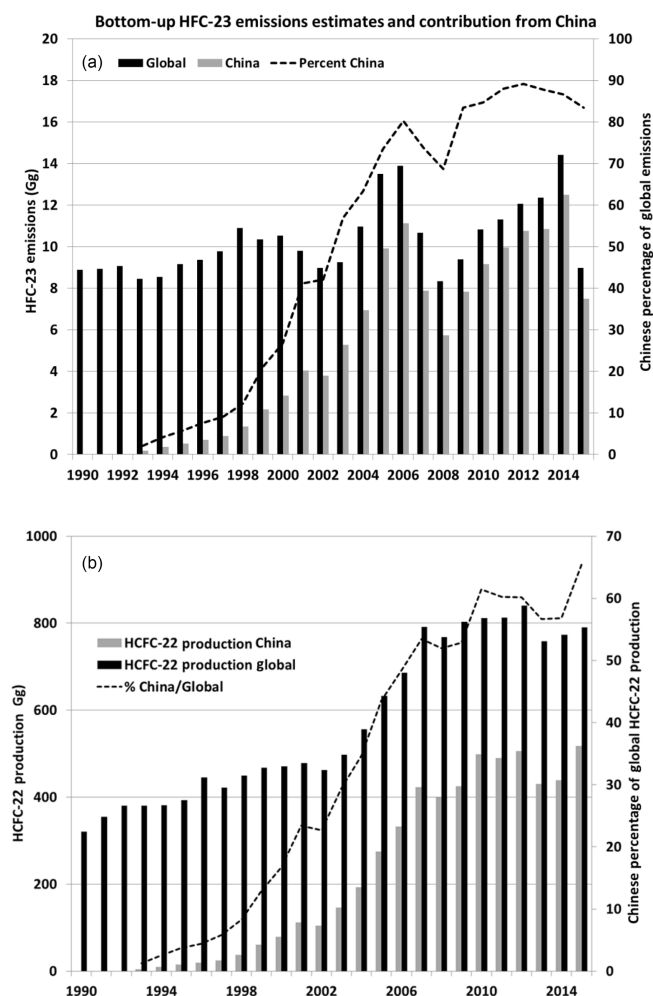 Bottom-up HFC-23 emissions estimates and contribution from China
(a)
Global China Percent China
HFC-23 emissions (Gg)
20
18
16
14
12
10
8
6
4
2
0
Chinese percentage of global emissions
100
90
80
70
60
50
40
30
20
10
0
1990 1992 1994 1996 1998 2000 2002 2004 2006 2008 2010 2012 2014
(b)
HCFC-22 production China
HCFC-22 production global
% China/Global
HCFC-22 production Gg)
1000
800
600
400
200
0
Chinese percentage of global HCFC-22 production
70
60
50
40
30
20
10
0
1990 1994 1998 2002 2006 2010 2014